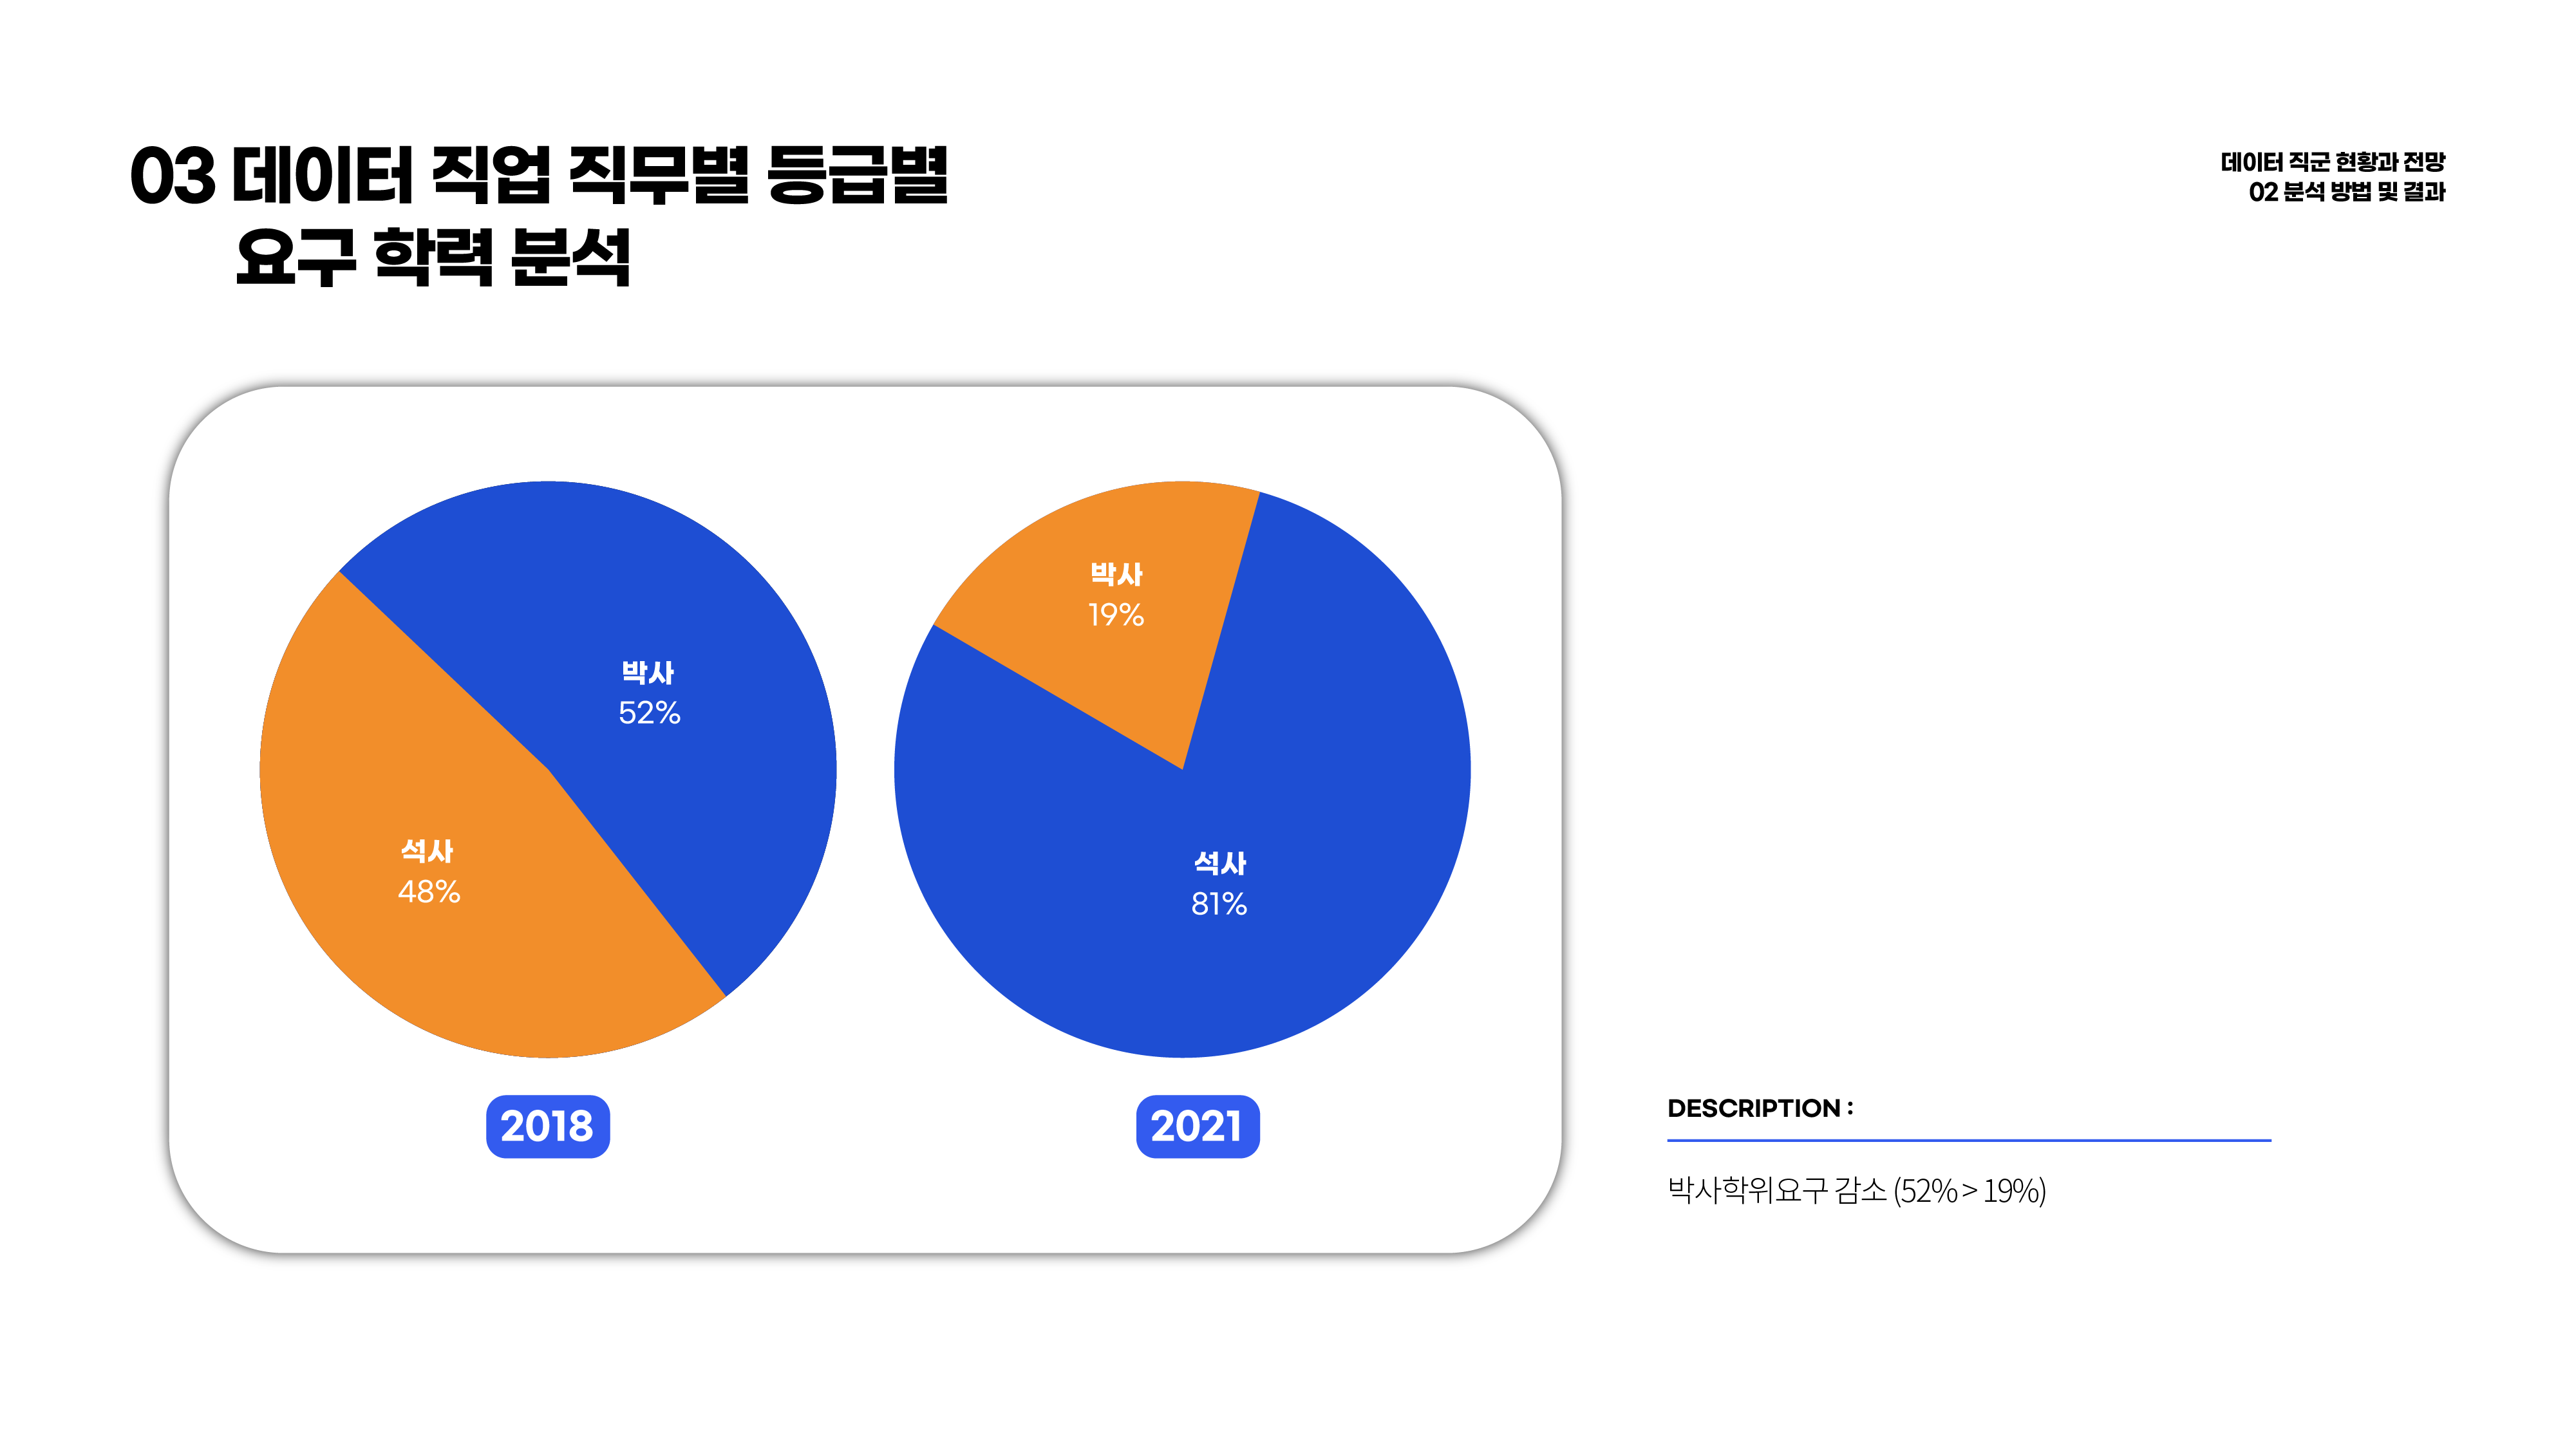 03 데이터 직업 직무별 등급별
요구 학력 분석
데이터 직군 현황과 전망
02 분석 방법 및 결과
박사
52%
석사
48%
2018
박사
19%
석사
81%
2021
DESCRIPTION :
박사학위요구 감소 (52% > 19%)